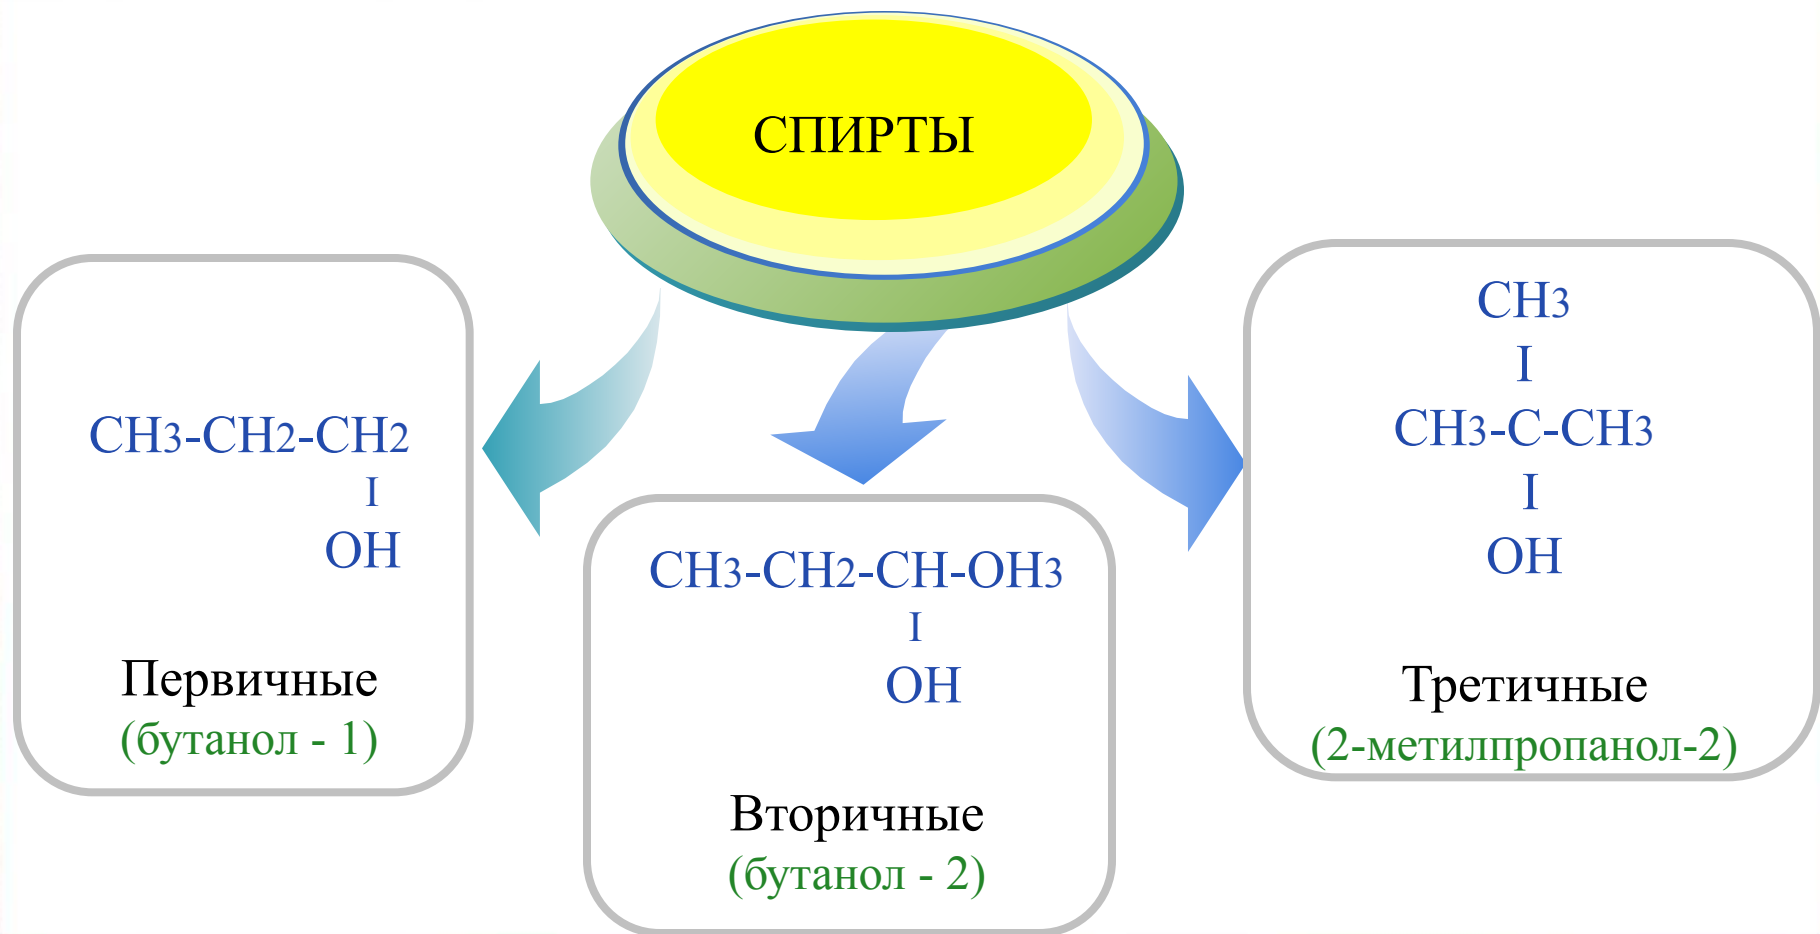 СПИРТЫ
CH3-CH2-CH2
I
OH
Первичные
(бутанол - 1)
CH3-CH2-CH-OH3
I
OH
Вторичные
(бутанол - 2)
CH3
I
CH3-C-CH3
I
OH
Третичные
(2-метилпропанол-2)